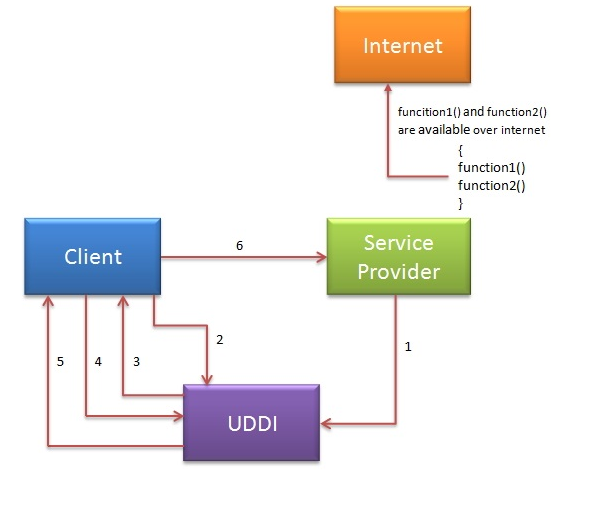 Internet
funcition1() and function2()
are available over internet
{
function1()
function2()
}
Client
6
Service
Provider
5
4
3
2
1
UDDI